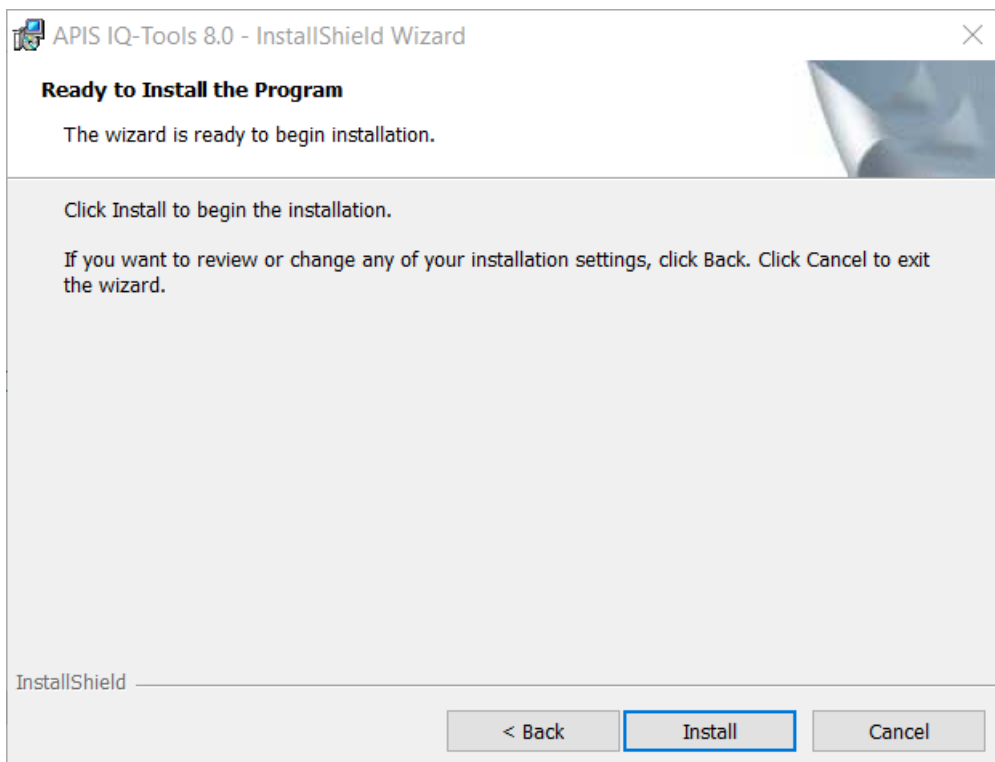 APIS IQ-Tools 8.0 - InstallShield Wizard
Ready to Install the Program
The wizard is ready to begin installation.
Click Install to begin the installation.
If you want to review or change any of your installation settings, click Back. Click Cancel to exit
the wizard.
InstallShield
< Back
Install
Cancel